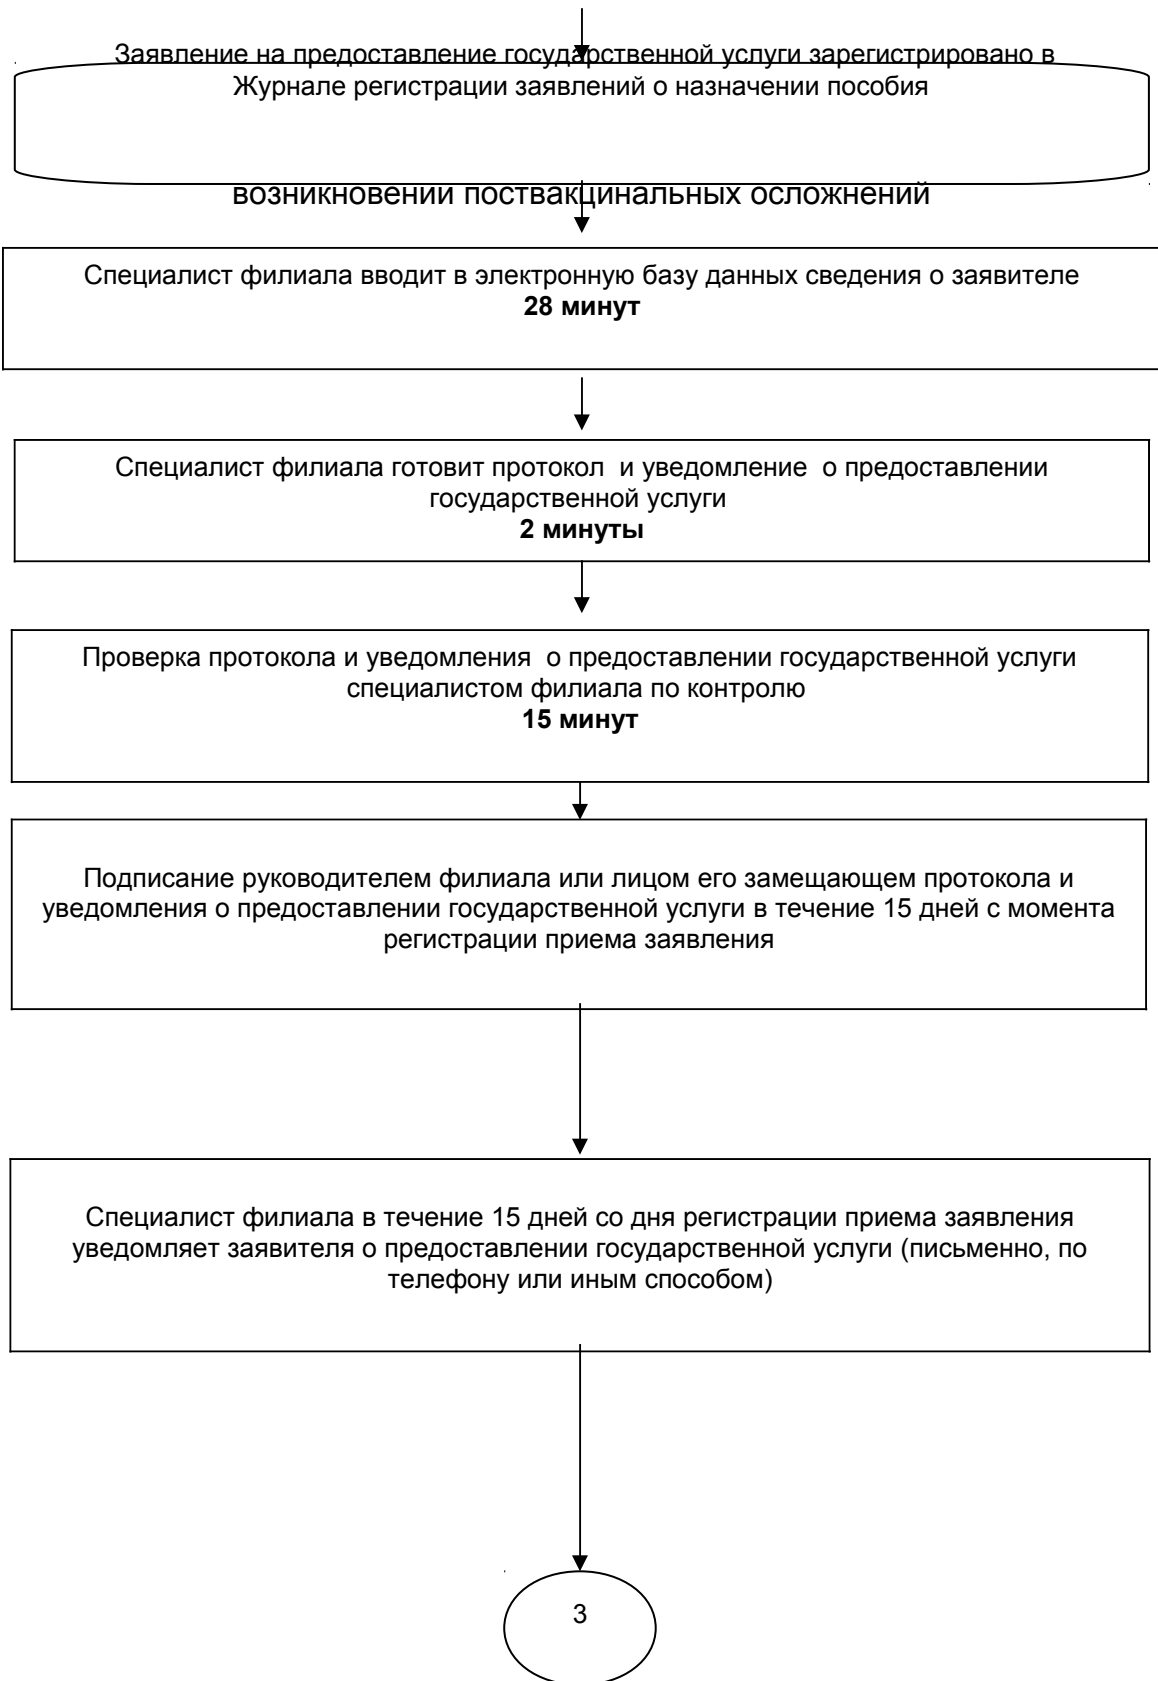 Заявление на предоставление государственной услуги зарегистрировано в
Журнале регистрации заявлений о назначении пособия
возникновении поствакцинальных осложнений
Специалист филиала вводит в электронную базу данных сведения о заявителе
28 минут
Специалист филиала готовит протокол и уведомление о предоставлении
государственной услуги
2 минуты
Проверка протокола и уведомления о предоставлении государственной услуги
специалистом филиала по контролю
15 минут
Подписание руководителем филиала или лицом его замещающем протокола и
уведомления о предоставлении государственной услуги в течение 15 дней с момента
регистрации приема заявления
Специалист филиала в течение 15 дней со дня регистрации приема заявления
уведомляет заявителя о предоставлении государственной услуги (письменно, по
телефону или иным способом)
3